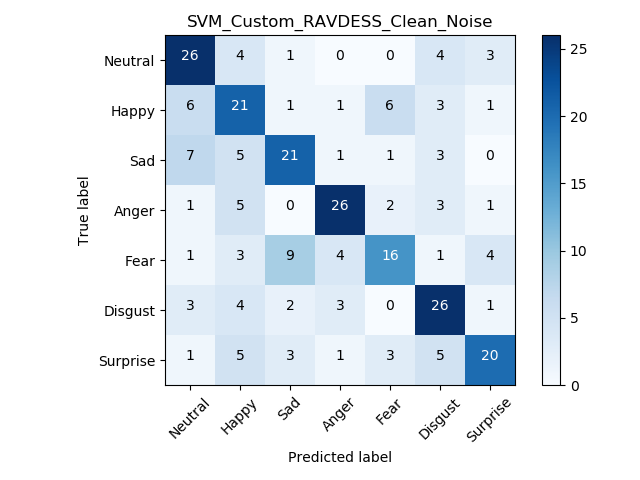 SVM_Custom_RAVDESS_Clean_Noise
Neutral 26 4 1 0 0 4 3
Happy 6 21 1 1 6 3 1
Sad 7 5 21 1 1 3 0
Anger 1 5 0 26 2 3 1
Fear 1 3 9 4 16 1 4
Disgust 3 4 2 3 0 26 1
Surprise 1 5 3 1 3 5 20
Neutral Happy Sad Anger Fear Disgust Surprise
Predicted label
True label
25
20
15
10
5
0